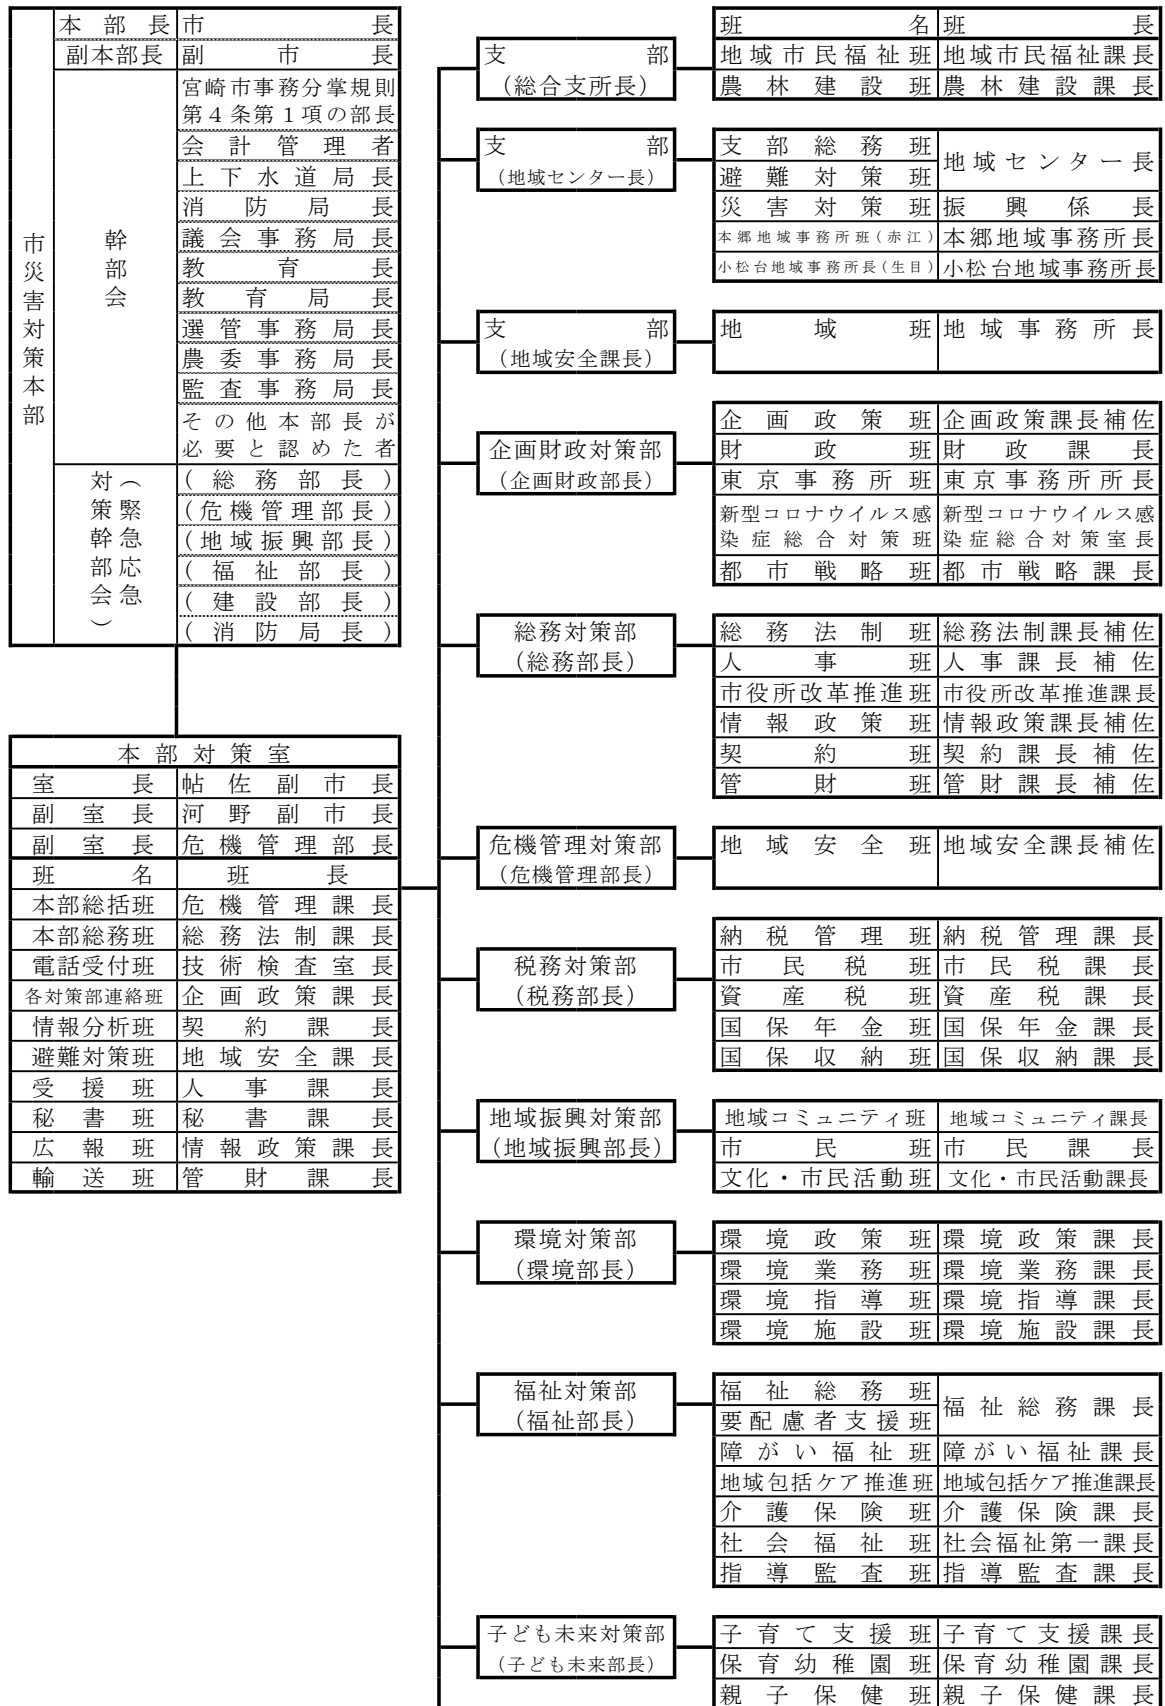 市災害対策本部
本部長 市長
副本部長 副市長
幹部会
宮崎市事務分掌規則
第４条第１項の部長
会計管理者
上下水道局長
消防局長
議会事務局長
教育長
教育局長
選管事務局長
農委事務局長
監査事務局長
その他本部長が
必要と認めた者
（緊急応急
対策幹部会）
（総務部長）
（危機管理部長）
（地域振興部長）
（福祉部長）
（建設部長）
（消防局長）
本部対策室
室長 帖佐副市長
副室長 河野副市長
副室長 危機管理部長
班名 班長
本部総括班 危機管理課長
本部総務班 総務法制課長
電話受付班 技術検査室長
各対策部連絡班 企画政策課長
情報分析班 契約課長
避難対策班 地域安全課長
受援班 人事課長
秘書班 秘書課長
広報班 情報政策課長
輸送班 管財課長
支部
（総合支所長）
班名 班長
地域市民福祉班 地域市民福祉課長
農林建設班 農林建設課長
支部
（地域センター長）
支部総務班 地域センター長
避難対策班
災害対策班 振興係長
本郷地域事務所班（赤江） 本郷地域事務所長
小松台地域事務所長（生目） 小松台地域事務所長
支部
（地域安全課長）
地域班 地域事務所長
企画財政対策部
（企画財政部長）
企画政策班 企画政策課長補佐
財政班 財政課長
東京事務所班 東京事務所所長
新型コロナウイルス感 新型コロナウイルス感
染症総合対策班 染症総合対策室長
都市戦略班 都市戦略課長
総務対策部
（総務部長）
総務法制班 総務法制課長補佐
人事班 人事課長補佐
市役所改革推進班 市役所改革推進課長
情報政策班 情報政策課長補佐
契約班 契約課長補佐
管財班 管財課長補佐
危機管理対策部
（危機管理部長）
地域安全班 地域安全課長補佐
税務対策部
（税務部長）
納税管理班 納税管理課長
市民税班 市民税課長
資産税班 資産税課長
国保年金班 国保年金課長
国保収納班 国保収納課長
地域振興対策部
（地域振興部長）
地域コミュニティ班 地域コミュニティ課長
市民班 市民課長
文化・市民活動班 文化・市民活動課長
環境対策部
（環境部長）
環境政策班 環境政策課長
環境業務班 環境業務課長
環境指導班 環境指導課長
環境施設班 環境施設課長
福祉対策部
（福祉部長）
福祉総務班 福祉総務課長
要配慮者支援班
障がい福祉班 障がい福祉課長
地域包括ケア推進班 地域包括ケア推進課長
介護保険班 介護保険課長
社会福祉班 社会福祉第一課長
指導監査班 指導監査課長
子ども未来対策部
（子ども未来部長）
子育て支援班 子育て支援課長
保育幼稚園班 保育幼稚園課長
親子保健班 親子保健課長